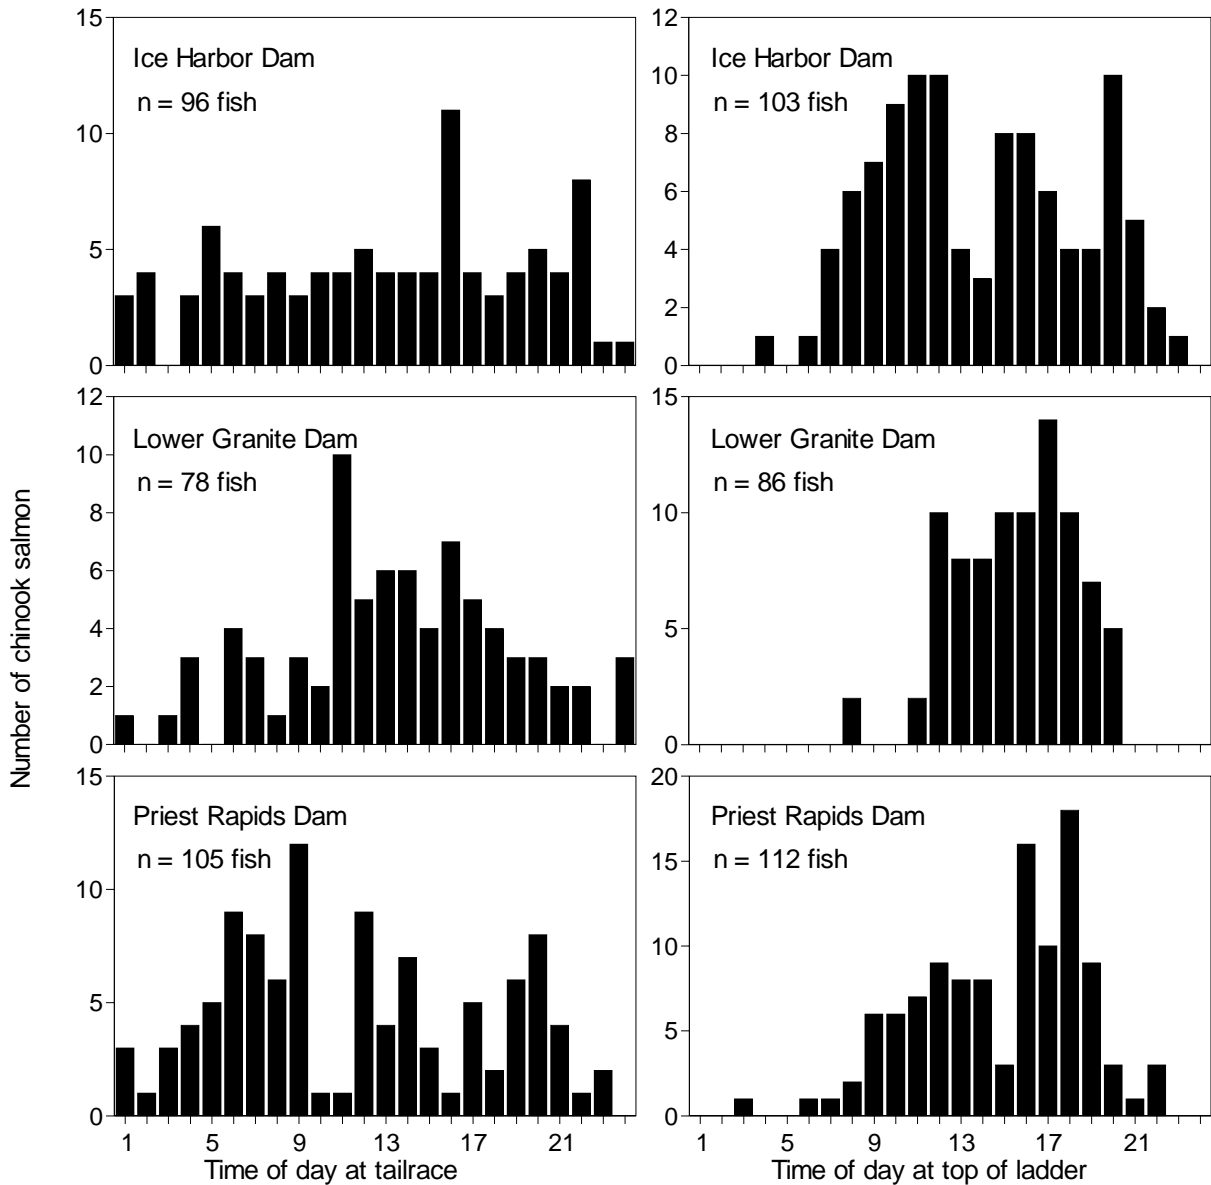 15
10
5
0
Ice Harbor Dam
n = 96 fish
12
10
8
6
4
2
0
Ice Harbor Dam
n = 103 fish
12
10
8
6
4
2
0
Lower Granite Dam
n = 78 fish
15
10
5
0
Lower Granite Dam
n = 86 fish
Number of chinook salmon
15
10
5
0
Priest Rapids Dam
n = 105 fish
1 5 9 13 17 21
Time of day at tailrace
20
15
10
5
0
Priest Rapids Dam
n = 112 fish
1 5 9 13 17 21
Time of day at top of ladder